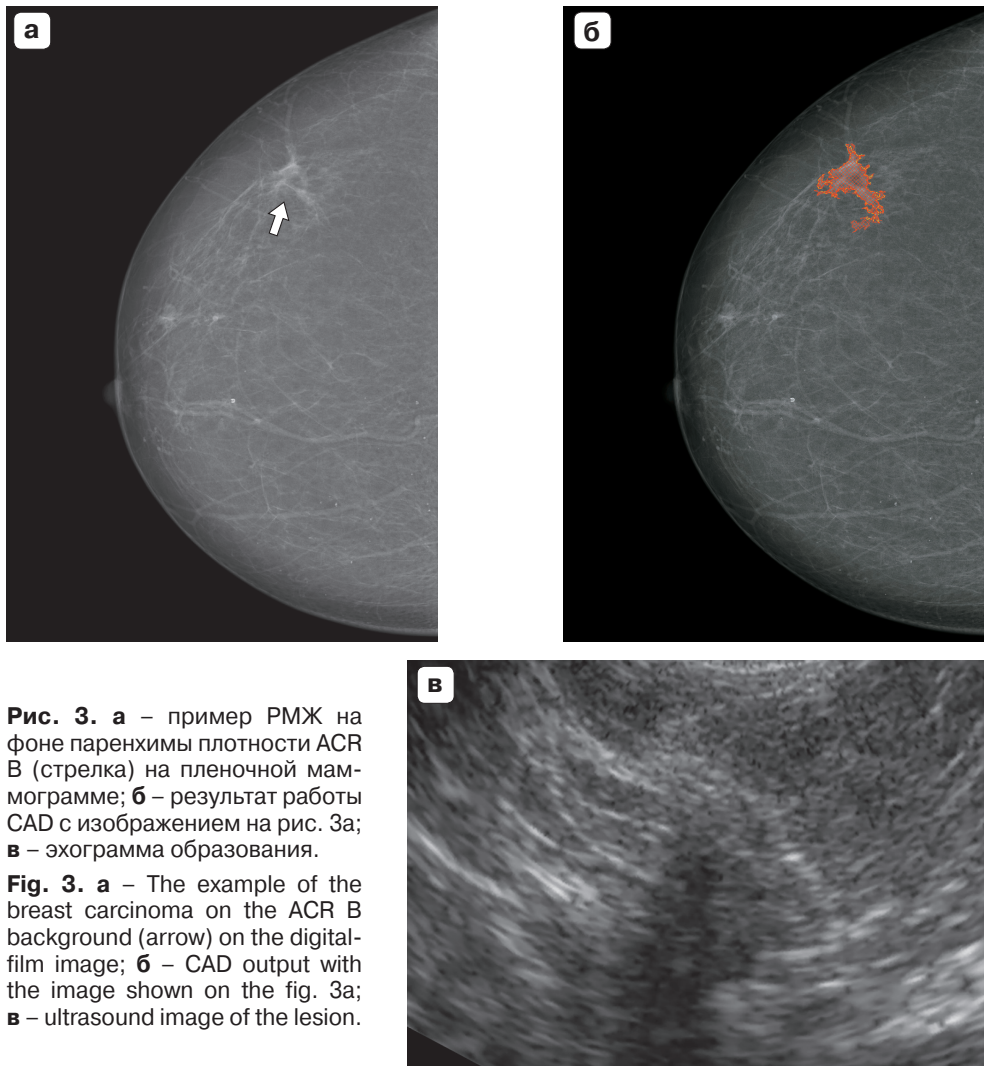 а
б
в
Рис. 3. а – пример РМЖ на
фоне паренхимы плотности ACR
B (стрелка) на пленочной мам-
мограмме; б – результат работы
CAD с изображением на рис. 3а;
в – эхограмма образования.
Fig. 3. a – The example of the
breast carcinoma on the ACR B
background (arrow) on the digital-
film image; б – CAD output with
the image shown on the fig. 3a;
в – ultrasound image of the lesion.